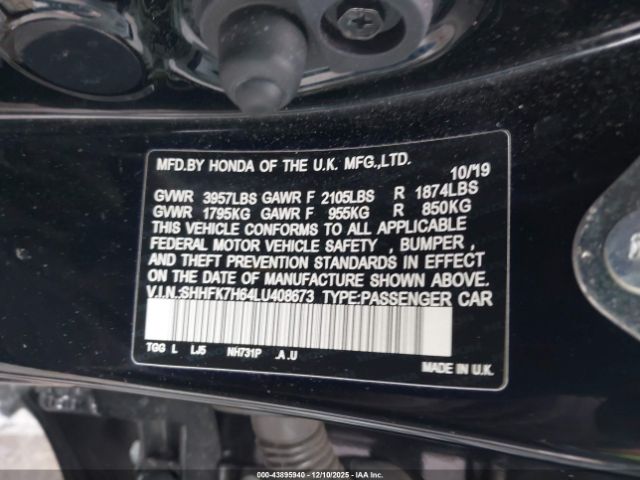 MFD.BY HONDA OF THE U.K. MFG.,LTD.
10/19
GVWR 3957LBS GAWR F 2105LBS R 1874LBS
GVWR 1795KG GAWR F 955KG R 850KG
THIS VEHICLE CONFORMS TO ALL APPLICABLE
FEDERAL MOTOR VEHICLE SAFETY , BUMPER ,
AND THEFT PREVENTION STANDARDS IN EFFECT
ON THE DATE OF MANUFACTURE SHOWN ABOVE.
V.I.N.:SHHFK7H64LU408673 TYPE:PASSENGER CAR
TGG L LJ5 NH731P .A .U
MADE IN U.K.
000-43895940 - 12/10/2025 - IAAI.COM